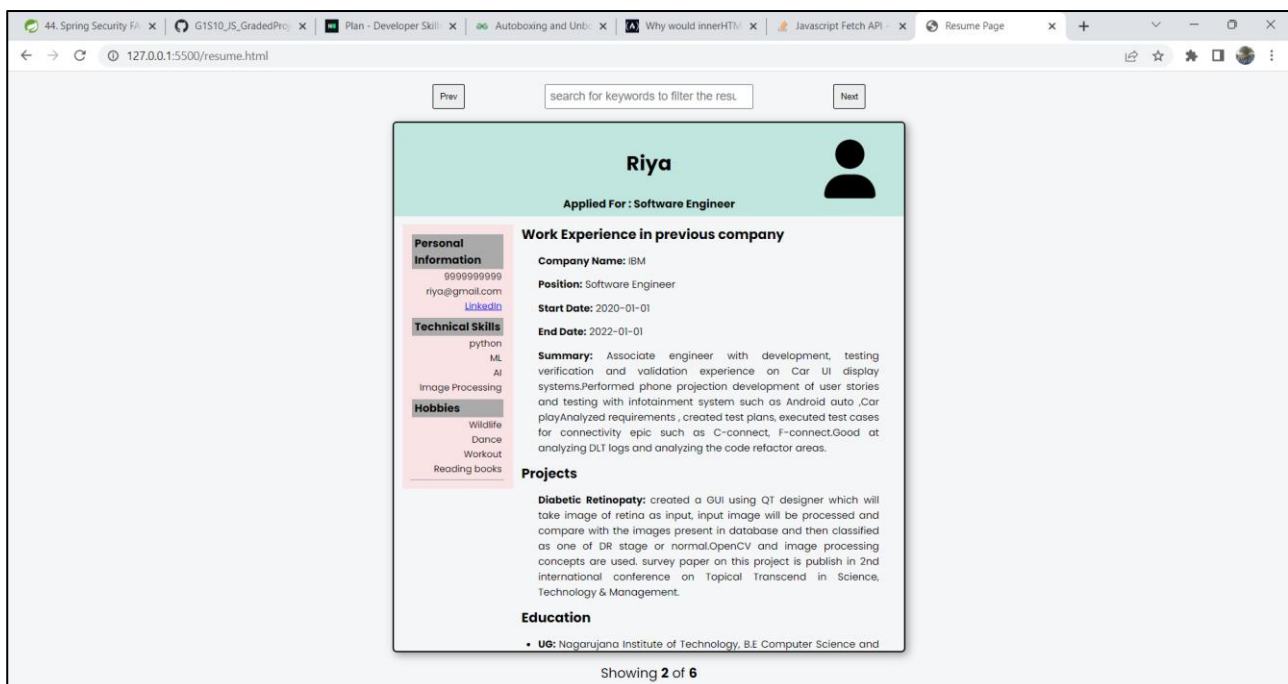 44. Spring Security FA
G1S10_JS_GradedPro
Plan - Developer Skill
Autoboxing and Unbo
Why would innerHTM
Javascript Fetch API -
Resume Page
127.0.0.1:5500/resume.html
Prev
search for keywords to filter the resu
Next
Riya
Applied For : Software Engineer
Personal
Information
9999999999
riya@gmail.com
LinkedIn
Technical Skills
python
ML
AI
Image Processing
Hobbies
Wildlife
Dance
Workout
Reading books
Work Experience in previous company
Company Name: IBM
Position: Software Engineer
Start Date: 2020-01-01
End Date: 2022-01-01
Summary: Associate engineer with development, testing
verification and validation experience on Car UI display
systems.Performed phone projection development of user stories
and testing with infotainment system such as Android auto ,Car
playAnalyzed requirements , created test plans, executed test cases
for connectivity epic such as C-connect, F-connect.Good at
analyzing DLT logs and analyzing the code refactor areas.
Projects
Diabetic Retinopaty: created a GUI using QT designer which will
take image of retina as input, input image will be processed and
compare with the images present in database and then classified
as one of DR stage or normal.OpenCV and image processing
concepts are used. survey paper on this project is publish in 2nd
international conference on Topical Transcend in Science,
Technology & Management.
Education
• UG: Nagarujana Institute of Technology, B.E Computer Science and
Showing 2 of 6